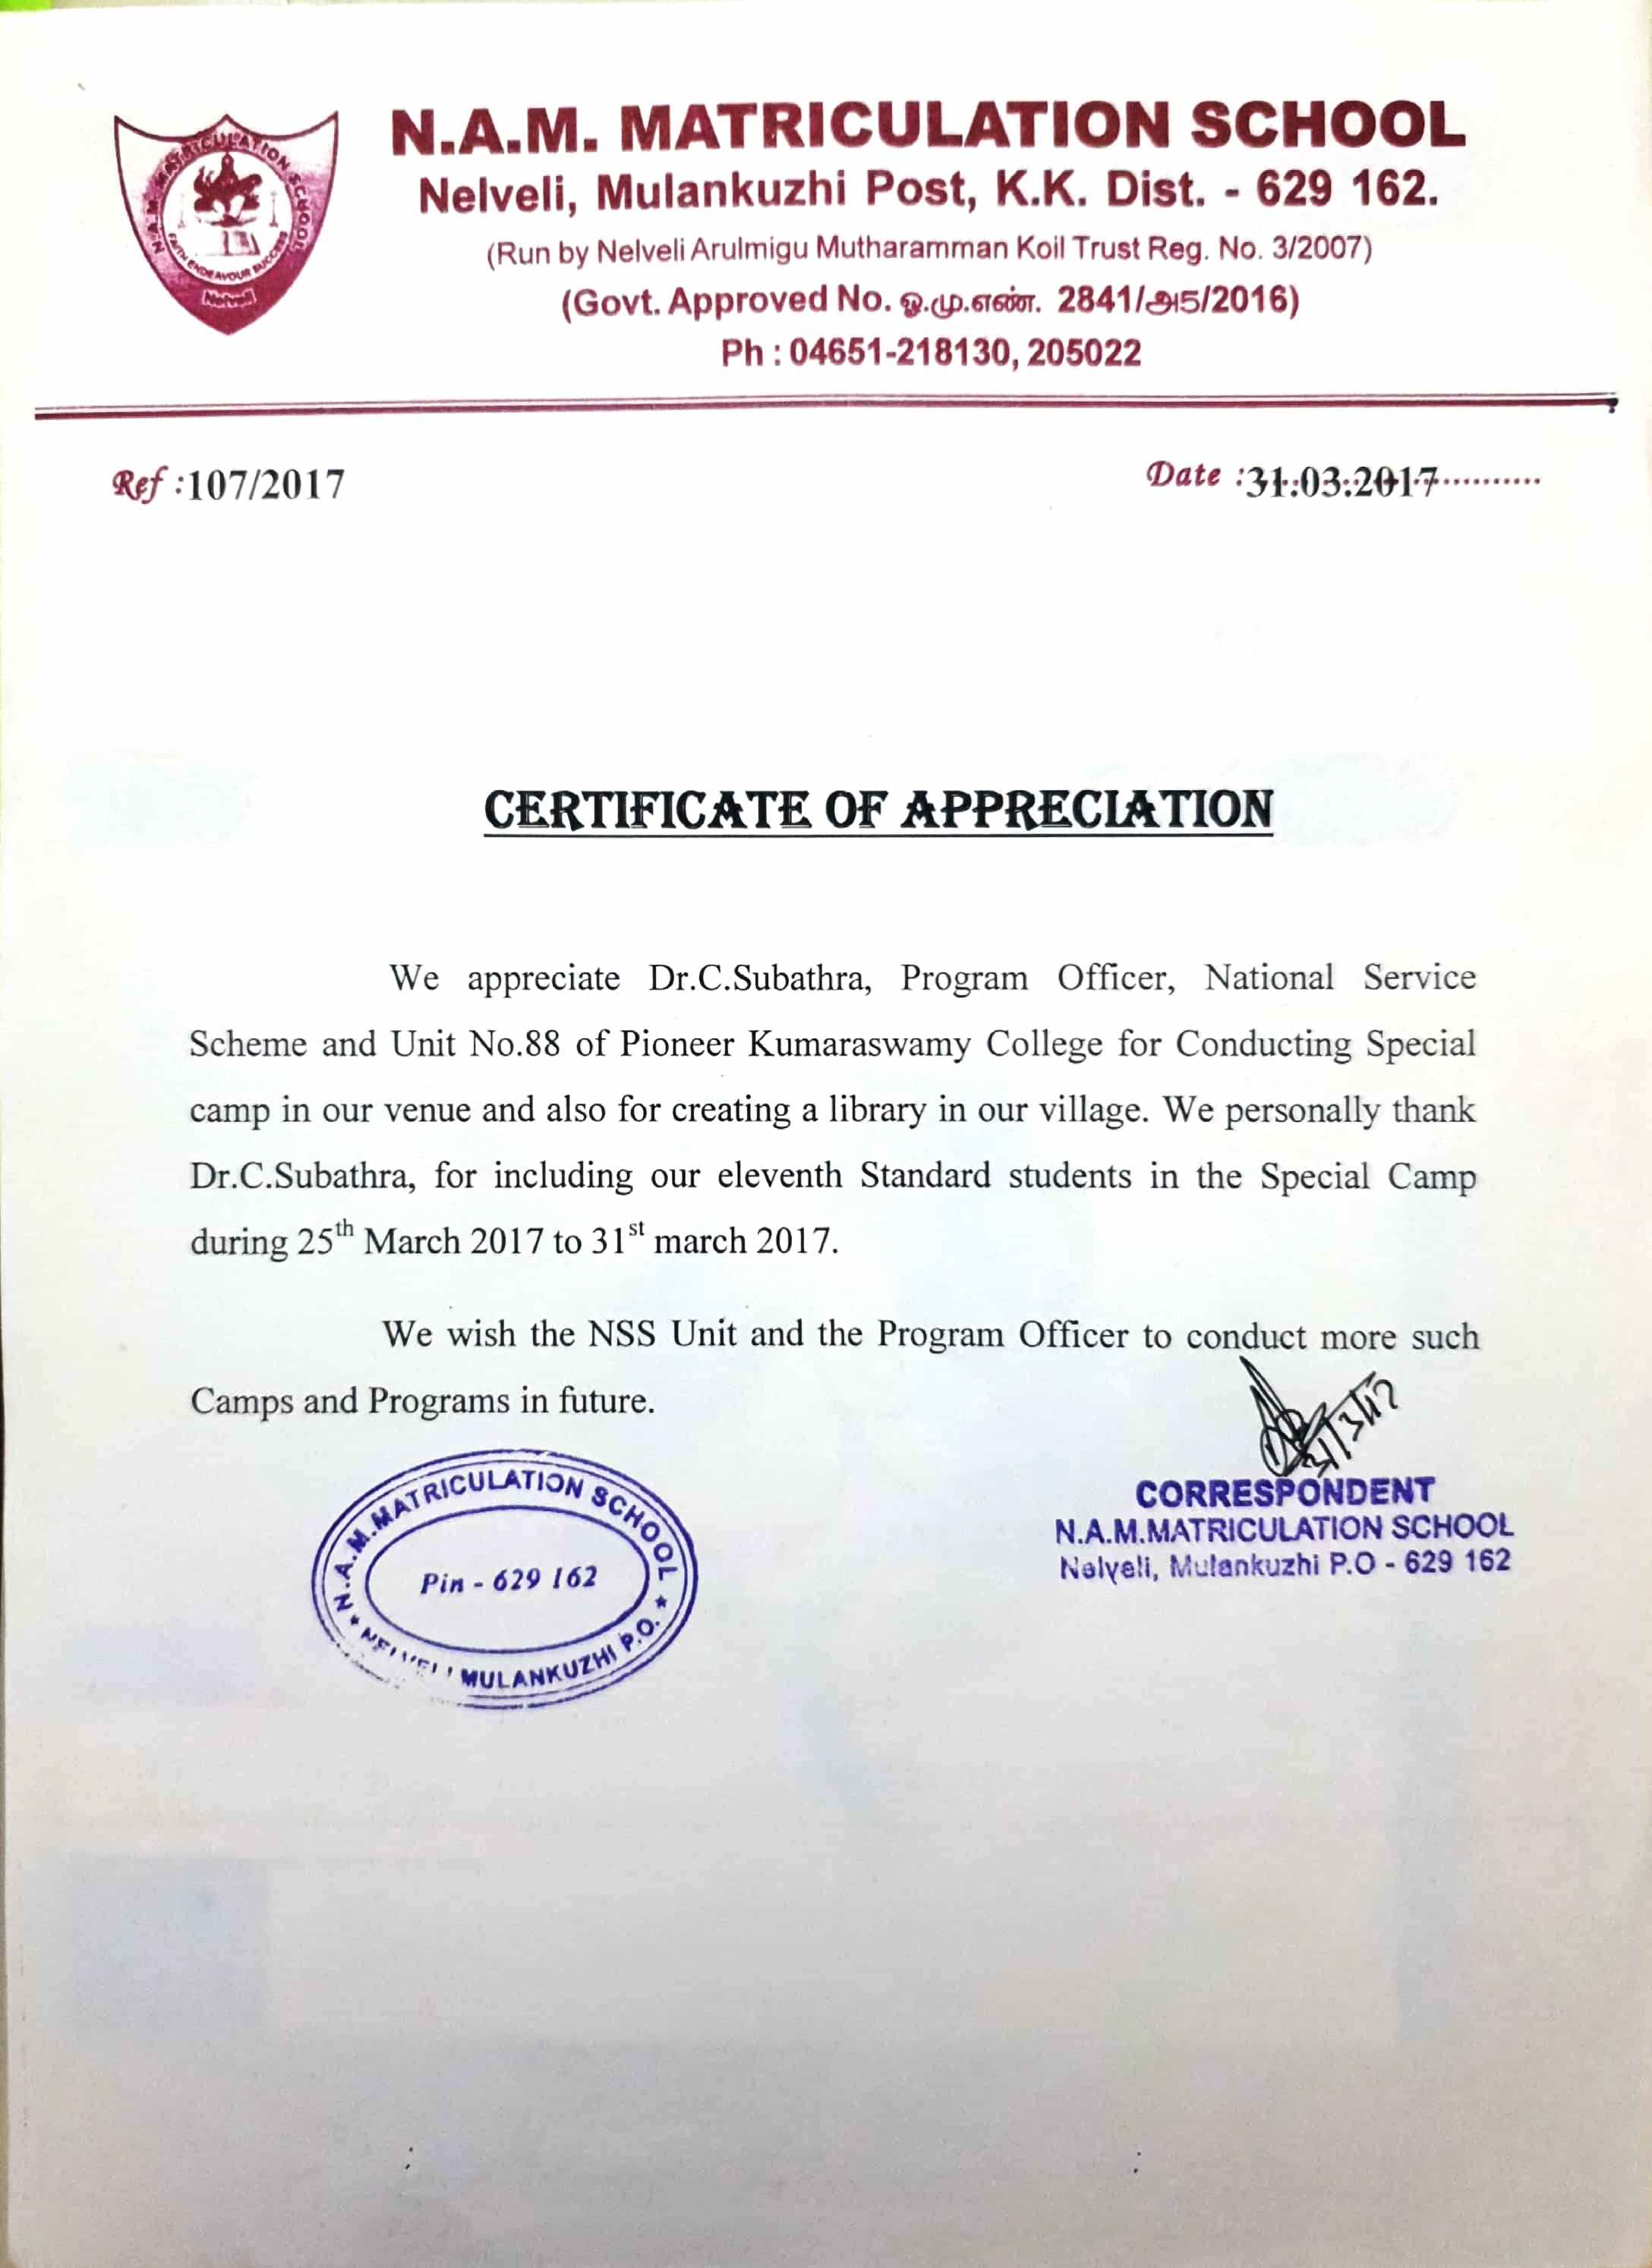 N.A.M. MATRICULATION SCHOOL
FAITH ENDEAVOUR SUCCESS
Nelveli
N.A.M. MATRICULATION SCHOOL
Nelveli, Mulankuzhi Post, K.K. Dist. - 629 162.
(Run by Nelveli Arulmigu Mutharamman Koil Trust Reg. No. 3/2007)
(Govt. Approved No. ஓ.மு.எண். 2841/அ5/2016)
Ph : 04651-218130, 205022
Ref :107/2017
Date :31.03.2017
CERTIFICATE OF APPRECIATION
We appreciate Dr.C.Subathra, Program Officer, National Service
Scheme and Unit No.88 of Pioneer Kumaraswamy College for Conducting Special
camp in our venue and also for creating a library in our village. We personally thank
Dr.C.Subathra, for including our eleventh Standard students in the Special Camp
during 25th March 2017 to 31st march 2017.
We wish the NSS Unit and the Program Officer to conduct more such
Camps and Programs in future.
31/3/17
CORRESPONDENT
N.A.M.MATRICULATION SCHOOL
Nelveli, Mulankuzhi P.O - 629 162
N.A.M.MATRICULATION SCHOOL
Pin - 629 162
NELVELI MULANKUZHI P.O.